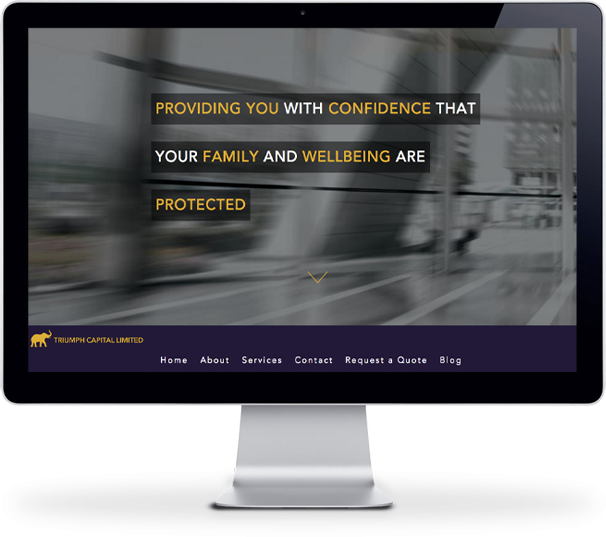 PROVIDING YOU WITH CONFIDENCE THAT
YOUR FAMILY AND WELLBEING ARE
PROTECTED
TRIUMPH CAPITAL LIMITED
Home About Services Contact Request a Quote Blog